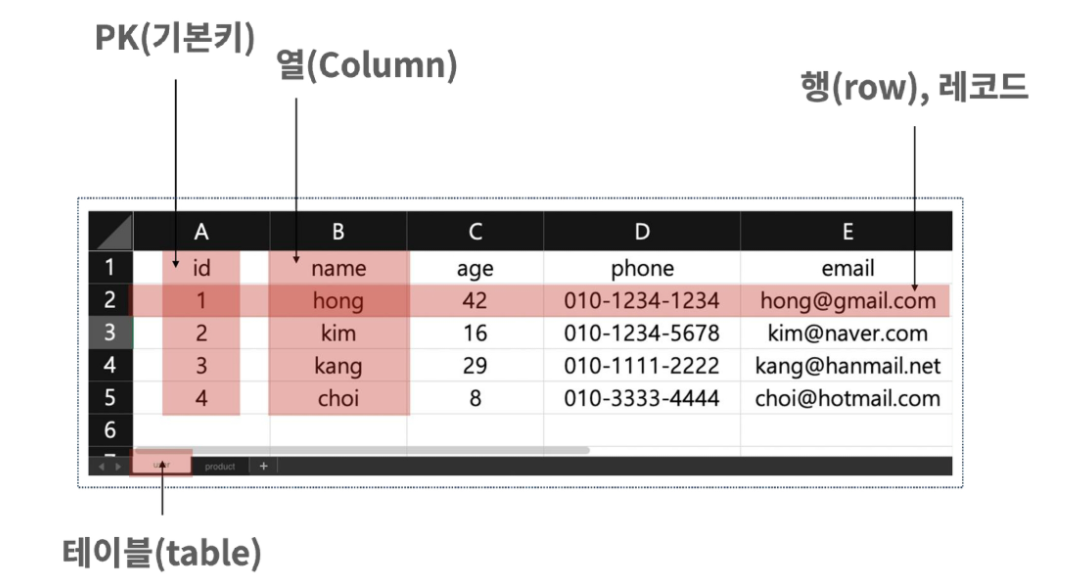 PK(기본키)
열(Column)
행(row), 레코드
A B C D E
1 id name age phone email
2 1 hong 42 010-1234-1234 hong@gmail.com
3 2 kim 16 010-1234-5678 kim@naver.com
4 3 kang 29 010-1111-2222 kang@hanmail.net
5 4 choi 8 010-3333-4444 choi@hotmail.com
6
product +
테이블(table)